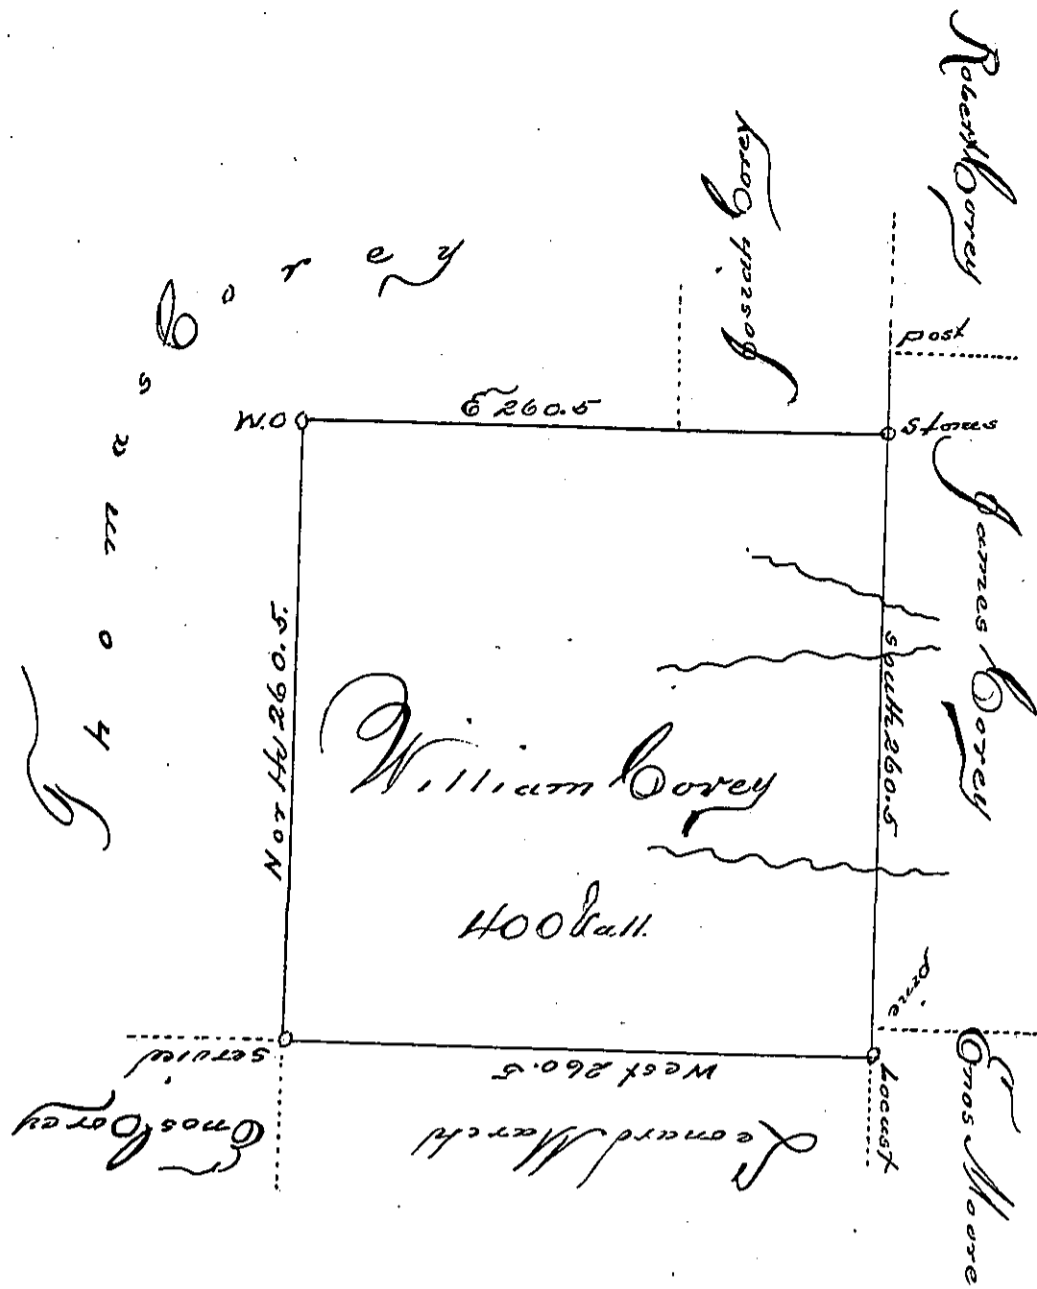 Robert Corey
Josiah Corey
Thomas Corey
post
W.O
E 260.5
Stones
James Corey
North 260.5.
south 260.5
William Corey
400 & all.
pine
service
West 260.5
Locust
Enos Corey
Leonard March
Enos Moore